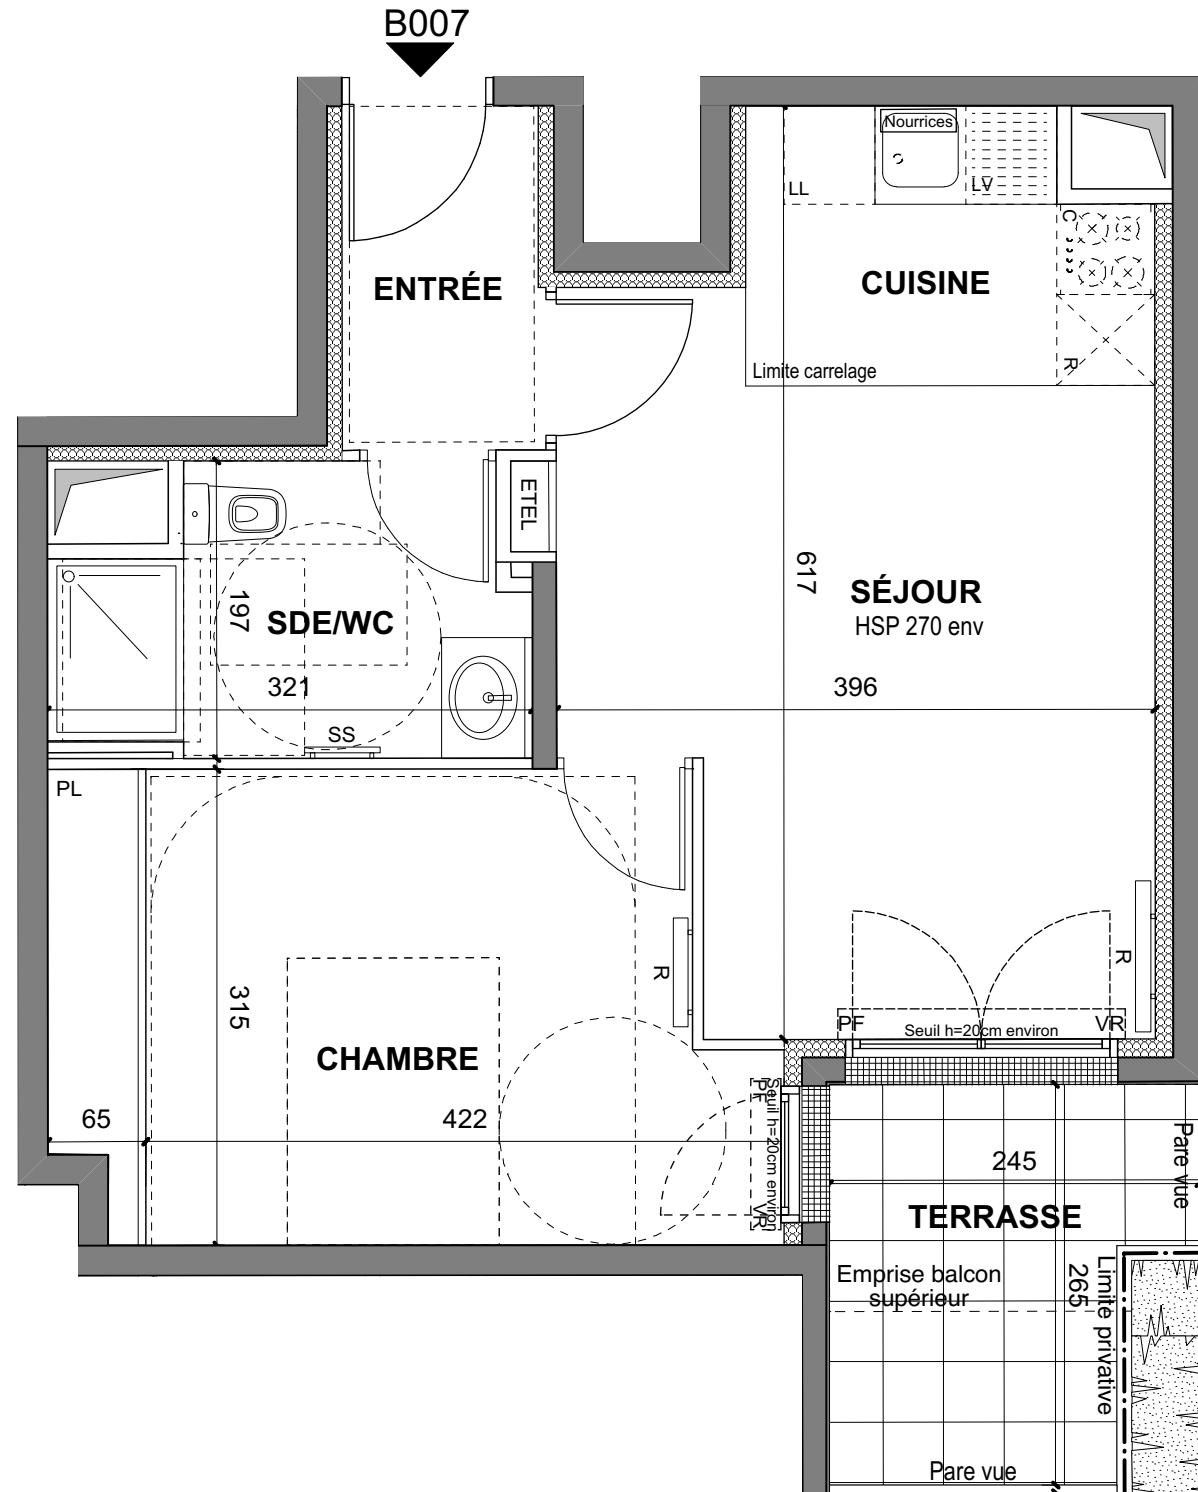 B007
Nourrices
LL
LV
C
ENTRÉE
CUISINE
R
Limite carrelage
ETEL
617
SÉJOUR
HSP 270 env
197
SDE/WC
321
396
SS
PL
R
R
315
PF
Seuil h=20cm environ
VR
CHAMBRE
PF
Seuil h=20cm environ
VR
65
422
245
Pare vue
TERRASSE
Emprise balcon
supérieur
265
Limite privative
Pare vue